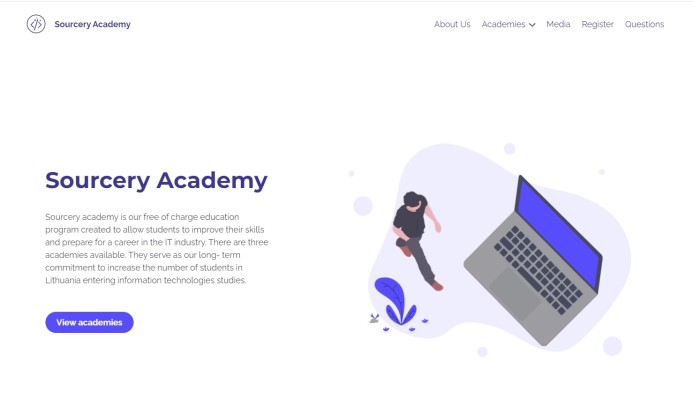 Sourcery Academy
About Us Academies Media Register Questions
Sourcery Academy
Sourcery academy is our free of charge education
program created to allow students to improve their skills
and prepare for a career in the IT industry. There are three
academies available. They serve as our long- term
commitment to increase the number of students in
Lithuania entering information technologies studies.
View academies